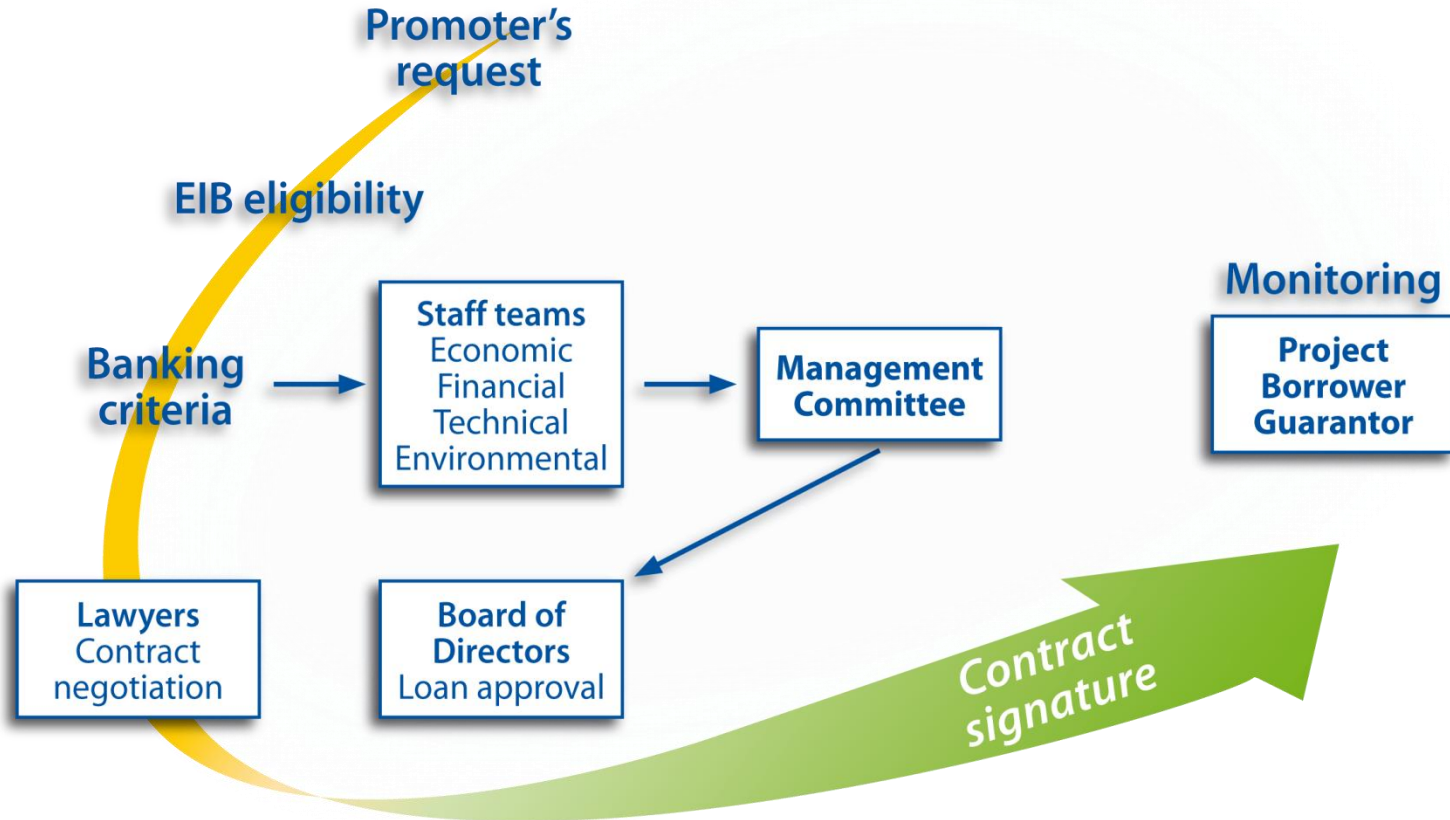 Promoter’s
request
EIB eligibility
Banking
criteria
Staff teams
Economic
Financial
Technical
Environmental
Management
Committee
Monitoring
Project
Borrower
Guarantor
Lawyers
Contract
negotiation
Board of
Directors
Loan approval
Contract
signature